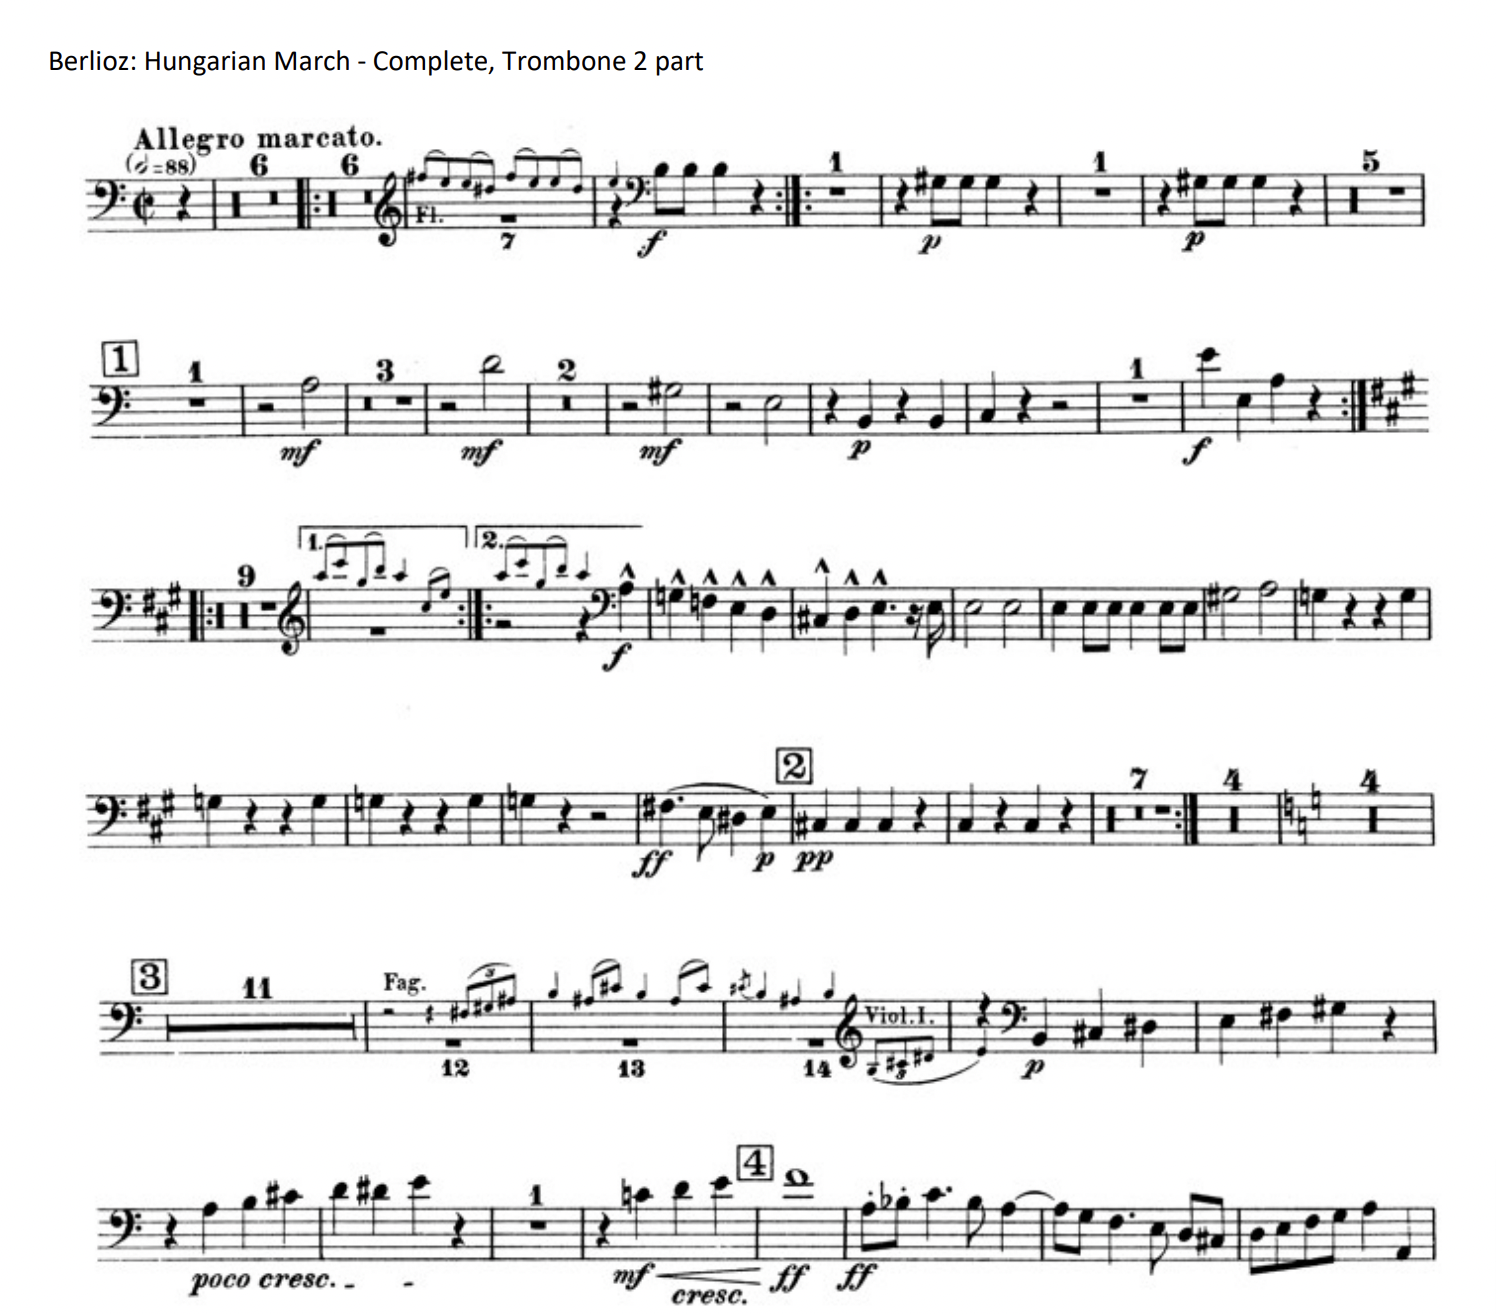 Berlioz: Hungarian March - Complete, Trombone 2 part
Allegro marcato.
(𝅗𝅥=88)
6 6 1 1 5
Fl.
7
f p p
1
1 3 2 1
mf mf mf p f
9 1. 2.
f
2
7 4 4
ff p pp
3
11
Fag. 3
Viol. I.
12 13 14 3
p
4
1
poco cresc. - - mf ff ff
cresc.